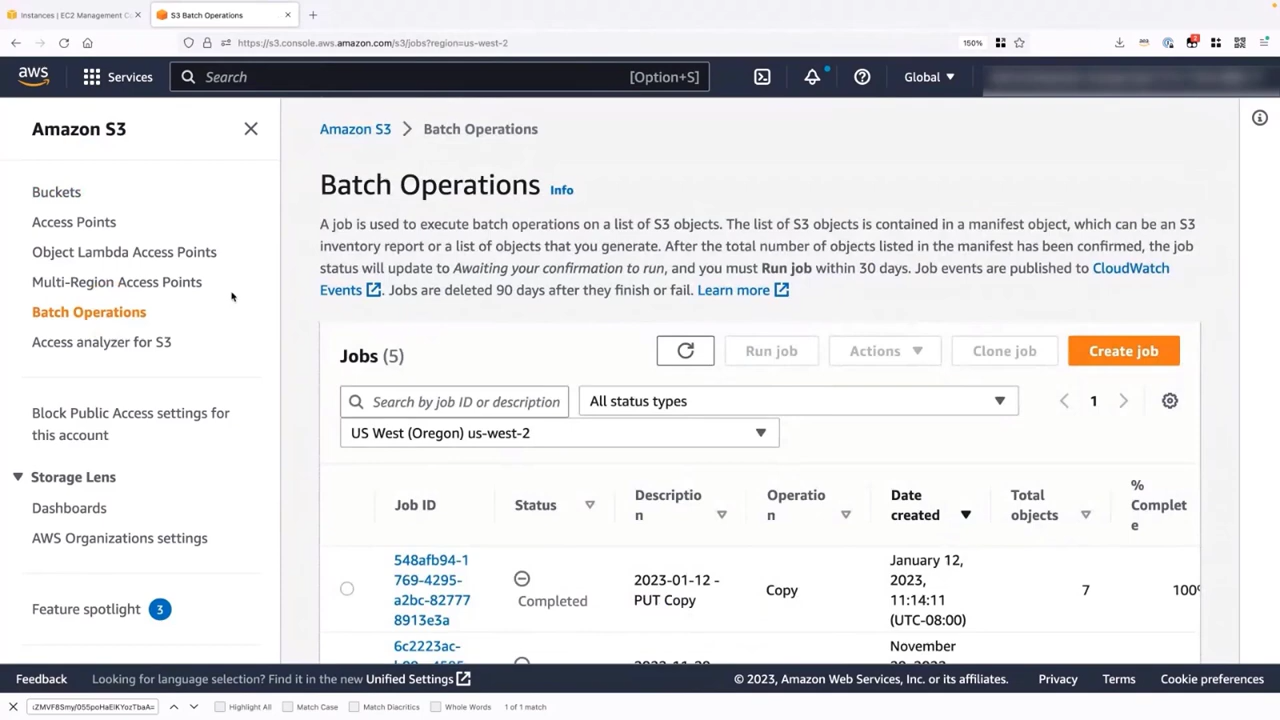 Instances | EC2 Management C
S3 Batch Operations
https://s3.console.aws.amazon.com/s3/jobs?region=us-west-2
150%
aws
Services
Search
[Option+S]
Global
Amazon S3
Buckets
Access Points
Object Lambda Access Points
Multi-Region Access Points
Batch Operations
Access analyzer for S3
Block Public Access settings for
this account
Storage Lens
Dashboards
AWS Organizations settings
Feature spotlight 3
Amazon S3 > Batch Operations
Batch Operations Info
A job is used to execute batch operations on a list of S3 objects. The list of S3 objects is contained in a manifest object, which can be an S3
inventory report or a list of objects that you generate. After the total number of objects listed in the manifest has been confirmed, the job
status will update to Awaiting your confirmation to run, and you must Run job within 30 days. Job events are published to CloudWatch
Events. Jobs are deleted 90 days after they finish or fail. Learn more
Jobs (5)
Run job
Actions
Clone job
Create job
Search by job ID or description
All status types
1
US West (Oregon) us-west-2
Job ID
Status
Descriptio
n
Operatio
n
Date
created
Total
objects
%
Complet
e
548afb94-1
769-4295-
a2bc-82777
8913e3a
Completed
2023-01-12 -
PUT Copy
Copy
January 12,
2023,
11:14:11
(UTC-08:00)
7
100%
6c2223ac-
November
Feedback
Looking for language selection? Find it in the new Unified Settings
© 2023, Amazon Web Services, Inc. or its affiliates.
Privacy
Terms
Cookie preferences
Highlight All
Match Case
Match Diacritics
Whole Words
1 of 1 match